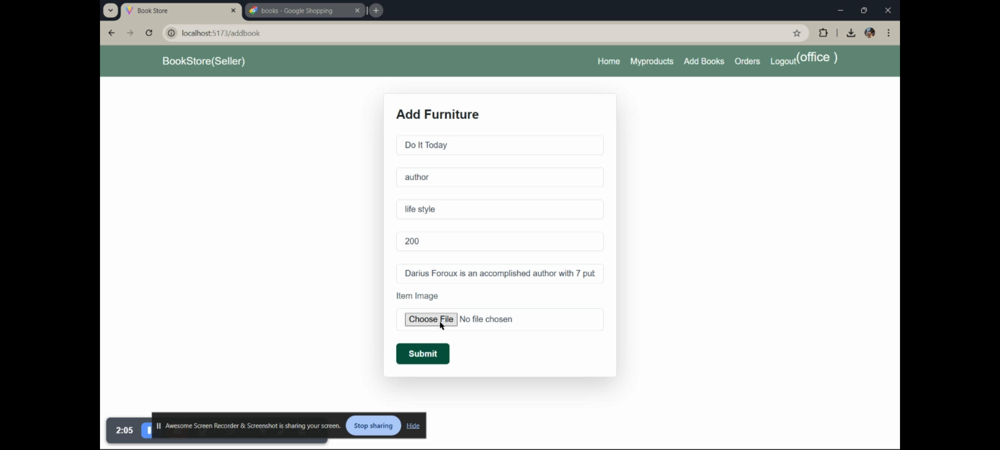 Book Store
books - Google Shopping
localhost:5173/addbook
BookStore(Seller)
Home Myproducts Add Books Orders Logout(office )
Add Furniture
Do It Today
author
life style
200
Darius Foroux is an accomplished author with 7 pub
Item Image
Choose File No file chosen
Submit
2:05
Awesome Screen Recorder & Screenshot is sharing your screen. Stop sharing Hide